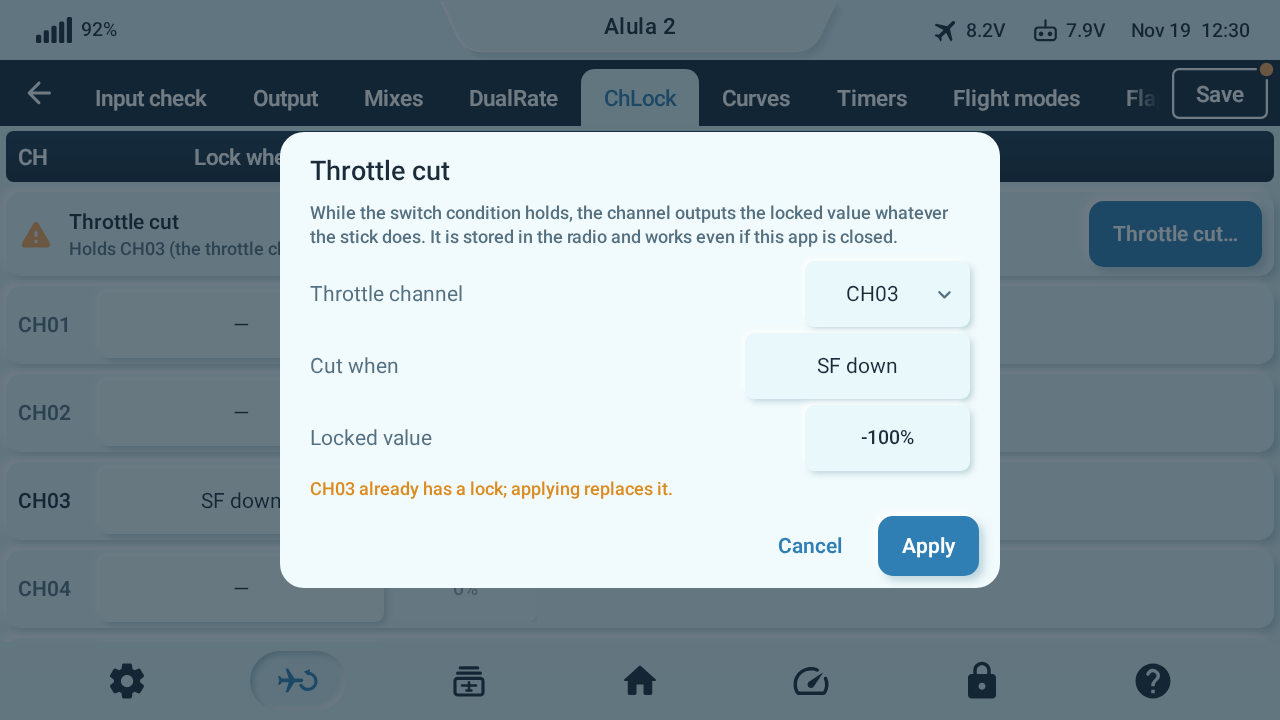 92%
Alula 2
8.2V
7.9V
Nov 19 12:30
Input check
Output
Mixes
DualRate
ChLock
Curves
Timers
Flight modes
Save
CH
Throttle cut
While the switch condition holds, the channel outputs the locked value whatever
the stick does. It is stored in the radio and works even if this app is closed.
Throttle channel
CH03
Cut when
SF down
Locked value
-100%
CH03 already has a lock; applying replaces it.
Cancel
Apply
Lock
Throttle cut
Holds CH03 (the throttle
Throttle cut...
CH01
—
CH02
—
CH03
SF down
CH04
—
0%